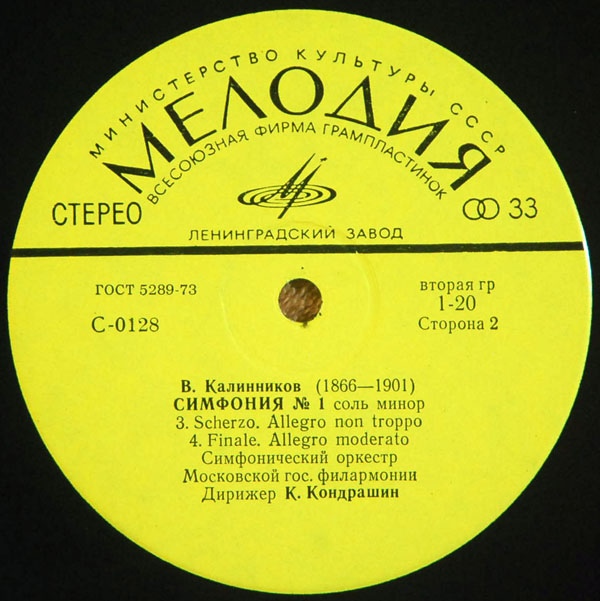 МИНИСТЕРСТВО КУЛЬТУРЫ СССР
МЕЛОДИЯ
ВСЕСОЮЗНАЯ ФИРМА ГРАМПЛАСТИНОК
СТЕРЕО
33
ЛЕНИНГРАДСКИЙ ЗАВОД
ГОСТ 5289-73
вторая гр
1-20
С-0128
Сторона 2
В. Калинников (1866—1901)
СИМФОНИЯ № 1 соль минор
3. Scherzo. Allegro non troppo
4. Finale. Allegro moderato
Симфонический оркестр
Московской гос. филармонии
Дирижер К. Кондрашин